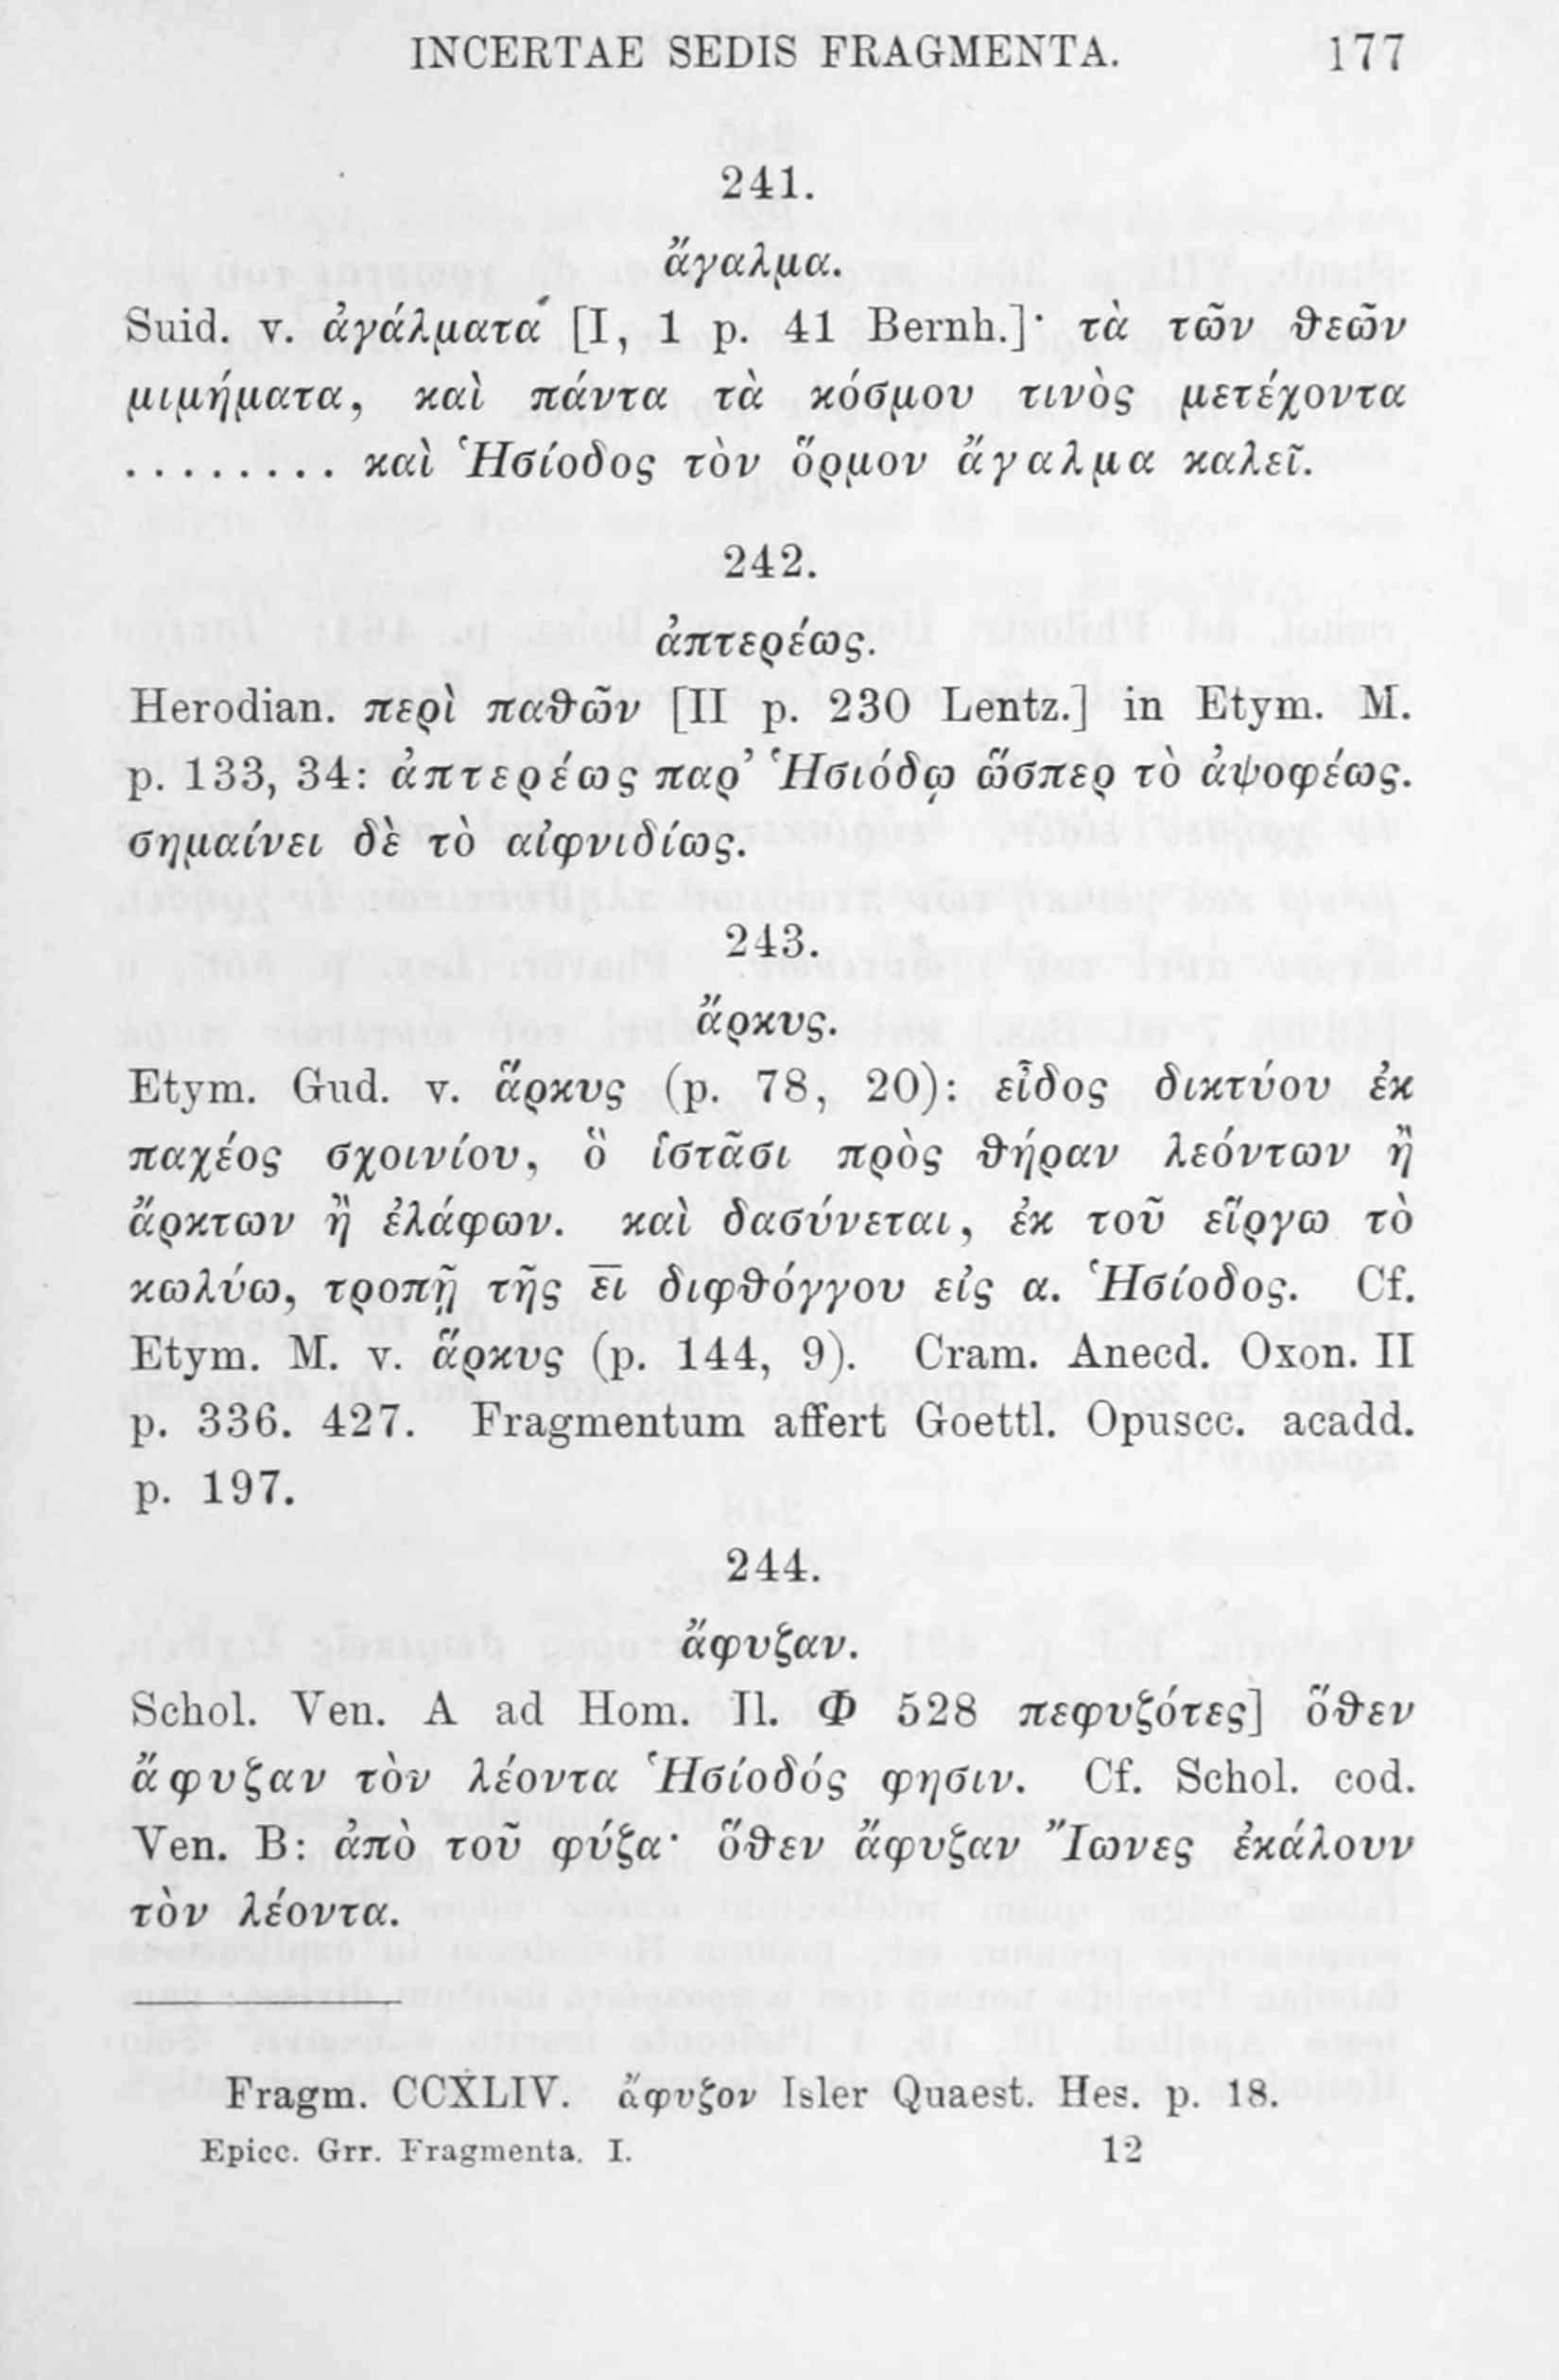 INCERTAE SEDIS FRAGMENTA. 177
241.
ἄγαλμα.
Suid. v. ἀγάλματα [I, 1 p. 41 Bernh.]· τὰ τῶν ϑεῶν
μιμήματα, καὶ πάντα τὰ κόσμου τινὸς μετέχοντα
........ καὶ Ἡσίοδος τὸν ὅρμον ἄγαλμα καλεῖ.
242.
ἀπτερέως.
Herodian. περὶ παϑῶν [II p. 230 Lentz.] in Etym. M.
p. 133, 34: ἀπτερέως παρ’ Ἡσιόδῳ ὥσπερ τὸ ἀψοφέως.
σημαίνει δὲ τὸ αἰφνιδίως.
243.
ἄρκυς.
Etym. Gud. v. ἅρκυς (p. 78, 20): εἶδος δικτύου ἐκ
παχέος σχοινίου, ὃ ἱστᾶσι πρὸς ϑήραν λεόντων ἢ
ἄρκτων ἢ ἐλάφων. καὶ δασύνεται, ἐκ τοῦ εἵργω τὸ
κωλύω, τροπῇ τῆς ε̅ι̅ διφϑόγγου εἰς α. Ἡσίοδος. Cf.
Etym. M. v. ἅρκυς (p. 144, 9). Cram. Anecd. Oxon. II
p. 336. 427. Fragmentum affert Goettl. Opuscc. acadd.
p. 197.
244.
ἄφυζαν.
Schol. Ven. A ad Hom. Il. Φ 528 πεφυζότες] ὅϑεν
ἄφυζαν τὸν λέοντα Ἡσίοδός φησιν. Cf. Schol. cod.
Ven. B: ἀπὸ τοῦ φύζα· ὅϑεν ἄφυζαν Ἴωνες ἐκάλουν
τὸν λέοντα.
Fragm. CCXLIV. ἄφυζον Isler Quaest. Hes. p. 18.
Epicc. Grr. Fragmenta. I. 12